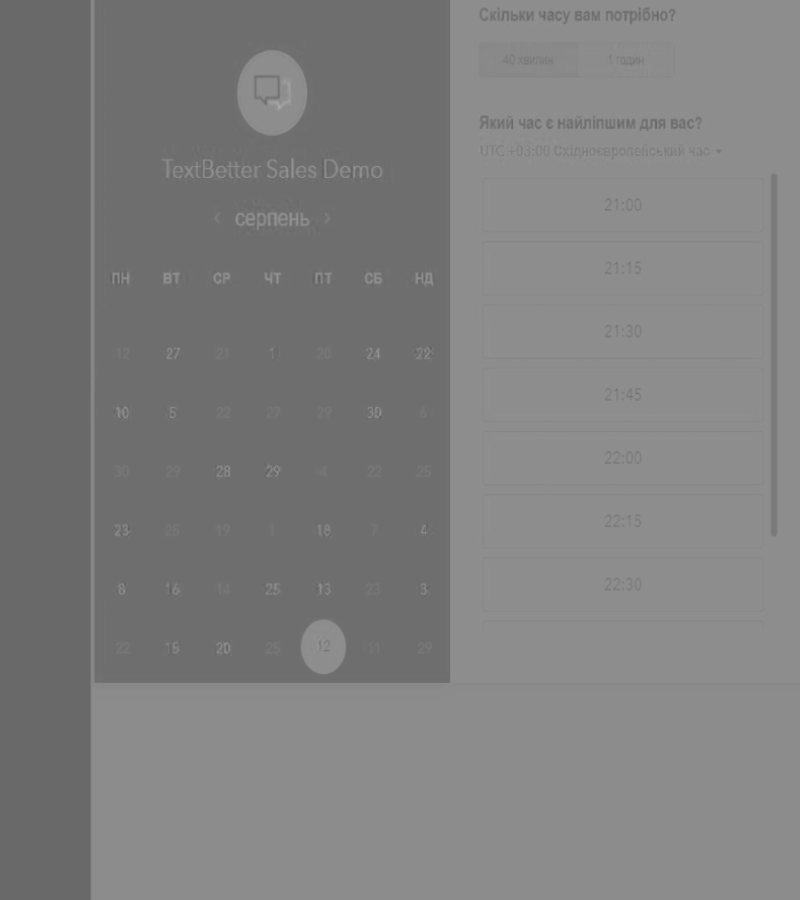 TextBetter Sales Demo
‹ серпень ›
ПН ВТ СР ЧТ ПТ СБ НД
12 27 21 1 20 24 22
10 5 22 27 29 30 6
30 29 28 29 4 22 25
23 25 19 1 18 7 4
8 16 14 25 13 23 3
22 15 20 25 12 11 29
Скільки часу вам потрібно?
40 хвилин 1 годин
Який час є найліпшим для вас?
UTC +03:00 Східноєвропейський час
21:00
21:15
21:30
21:45
22:00
22:15
22:30